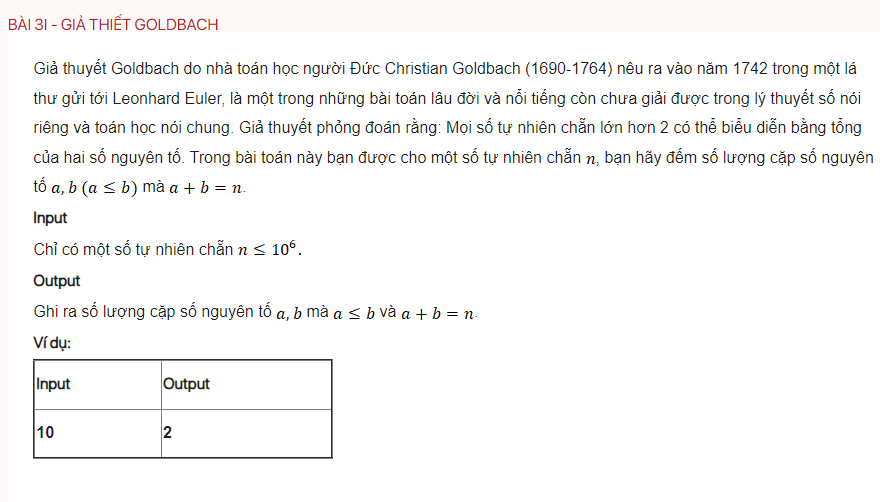 BÀI 31 - GIẢ THIẾT GOLDBACH
Giả thuyết Goldbach do nhà toán học người Đức Christian Goldbach (1690-1764) nêu ra vào năm 1742 trong một lá
thư gửi tới Leonhard Euler, là một trong những bài toán lâu đời và nổi tiếng còn chưa giải được trong lý thuyết số nói
riêng và toán học nói chung. Giả thuyết phỏng đoán rằng: Mọi số tự nhiên chẵn lớn hơn 2 có thể biểu diễn bằng tổng
của hai số nguyên tố. Trong bài toán này bạn được cho một số tự nhiên chẵn n, bạn hãy đếm số lượng cặp số nguyên
tố a, b (a ≤ b) mà a + b = n.
Input
Chỉ có một số tự nhiên chẵn n ≤ 10⁶.
Output
Ghi ra số lượng cặp số nguyên tố a, b mà a ≤ b và a + b = n.
Ví dụ:
Input Output
10 2